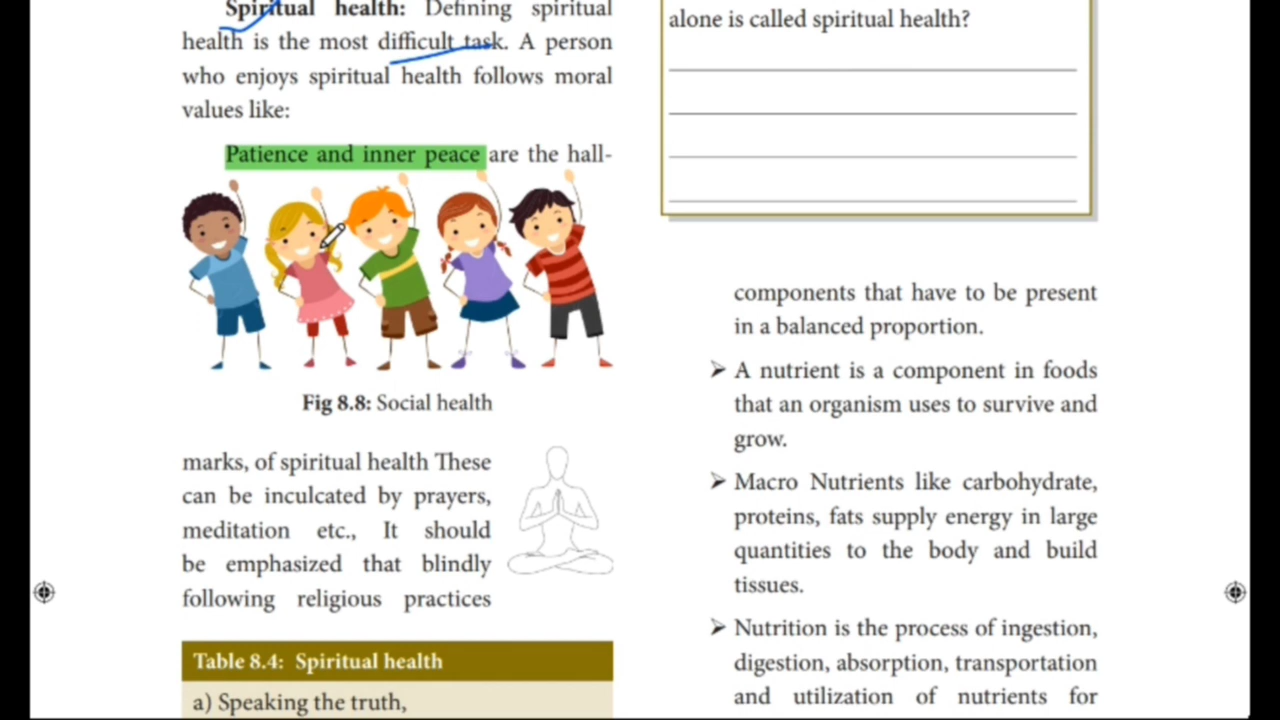 Spiritual health: Defining spiritual
health is the most difficult task. A person
who enjoys spiritual health follows moral
values like:
Patience and inner peace are the hall-
Fig 8.8: Social health
marks, of spiritual health These
can be inculcated by prayers,
meditation etc., It should
be emphasized that blindly
following religious practices
Table 8.4: Spiritual health
a) Speaking the truth,
alone is called spiritual health?
components that have to be present
in a balanced proportion.
➢ A nutrient is a component in foods
that an organism uses to survive and
grow.
➢ Macro Nutrients like carbohydrate,
proteins, fats supply energy in large
quantities to the body and build
tissues.
➢ Nutrition is the process of ingestion,
digestion, absorption, transportation
and utilization of nutrients for